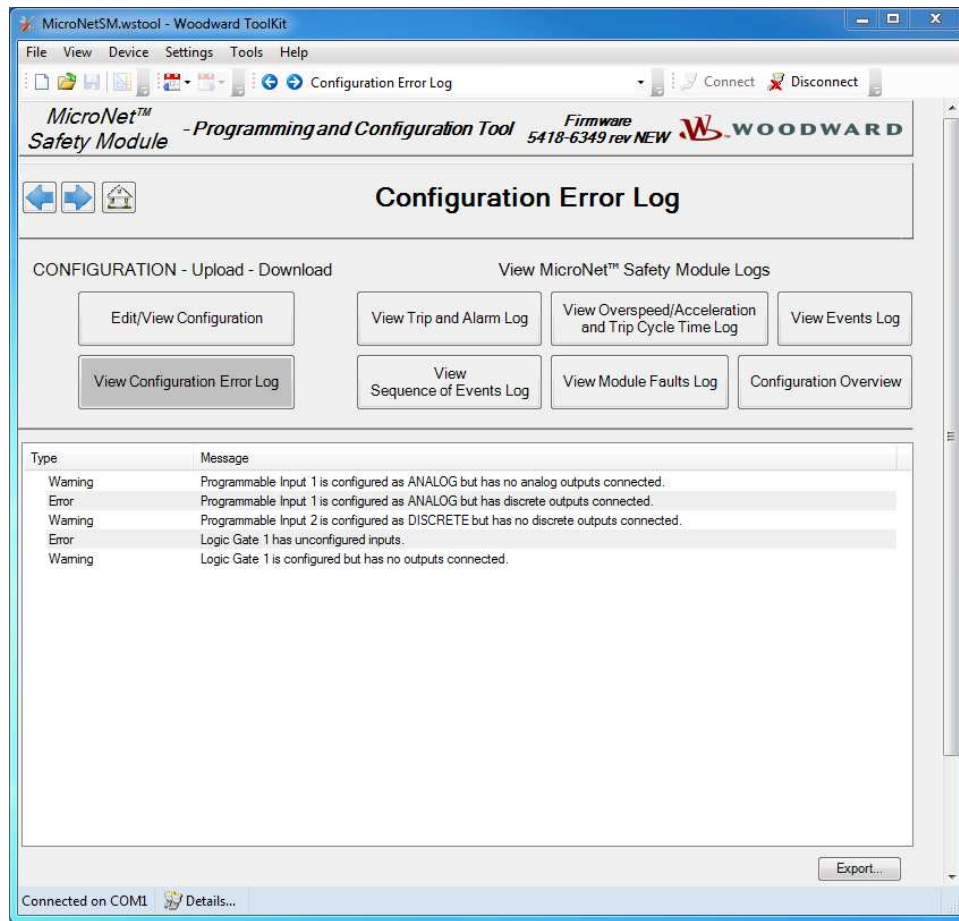 MicroNetSM.wstool - Woodward ToolKit
File View Device Settings Tools Help
Configuration Error Log
Connect
Disconnect
MicroNet™
Safety Module
- Programming and Configuration Tool
Firmware
5418-6349 rev NEW
WOODWARD
Configuration Error Log
CONFIGURATION - Upload - Download
View MicroNet™ Safety Module Logs
Edit/View Configuration
View Trip and Alarm Log
View Overspeed/Acceleration
and Trip Cycle Time Log
View Events Log
View Configuration Error Log
View
Sequence of Events Log
View Module Faults Log
Configuration Overview
Type Message
Warning Programmable Input 1 is configured as ANALOG but has no analog outputs connected.
Error Programmable Input 1 is configured as ANALOG but has discrete outputs connected.
Warning Programmable Input 2 is configured as DISCRETE but has no discrete outputs connected.
Error Logic Gate 1 has unconfigured inputs.
Warning Logic Gate 1 is configured but has no outputs connected.
Export...
Connected on COM1 Details...